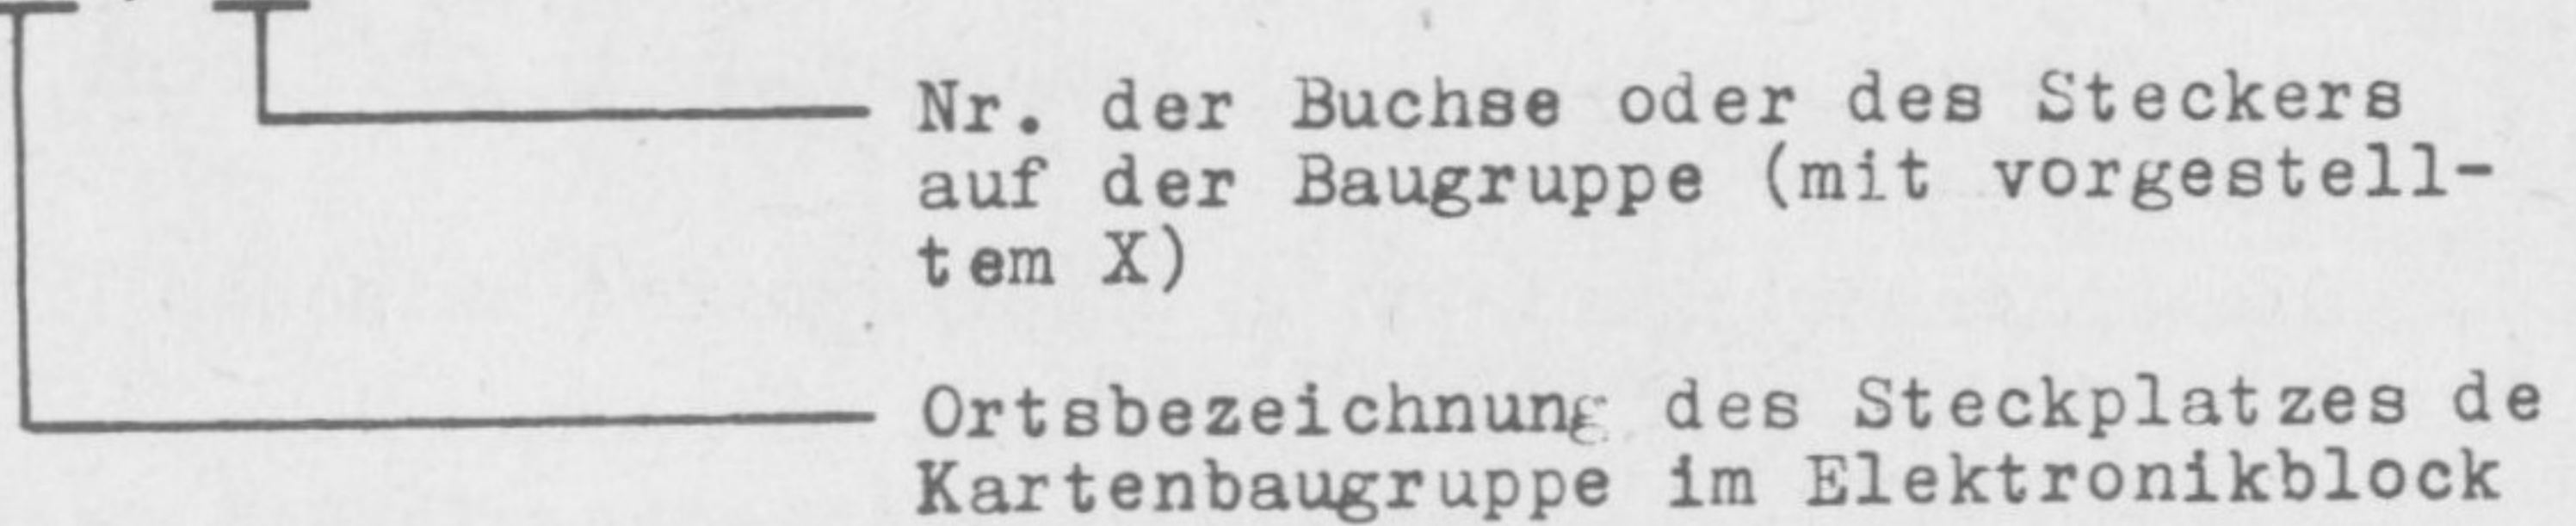 Nr. der Buchse oder des Steckers
auf der Baugruppe (mit vorgestell-
tem X)
Ortsbezeichnung des Steckplatzes de
Kartenbaugruppe im Elektronikblock